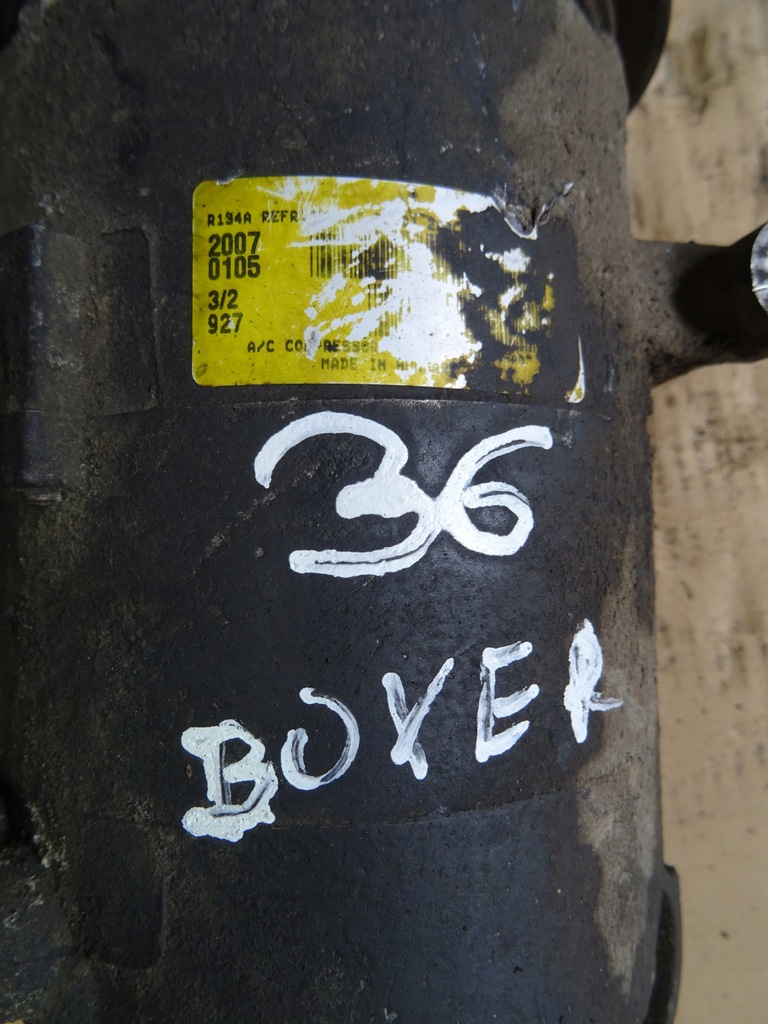 R134A REFR
2007
0105
3/2
927
A/C COMPRESSOR
MADE IN
36
BOXER